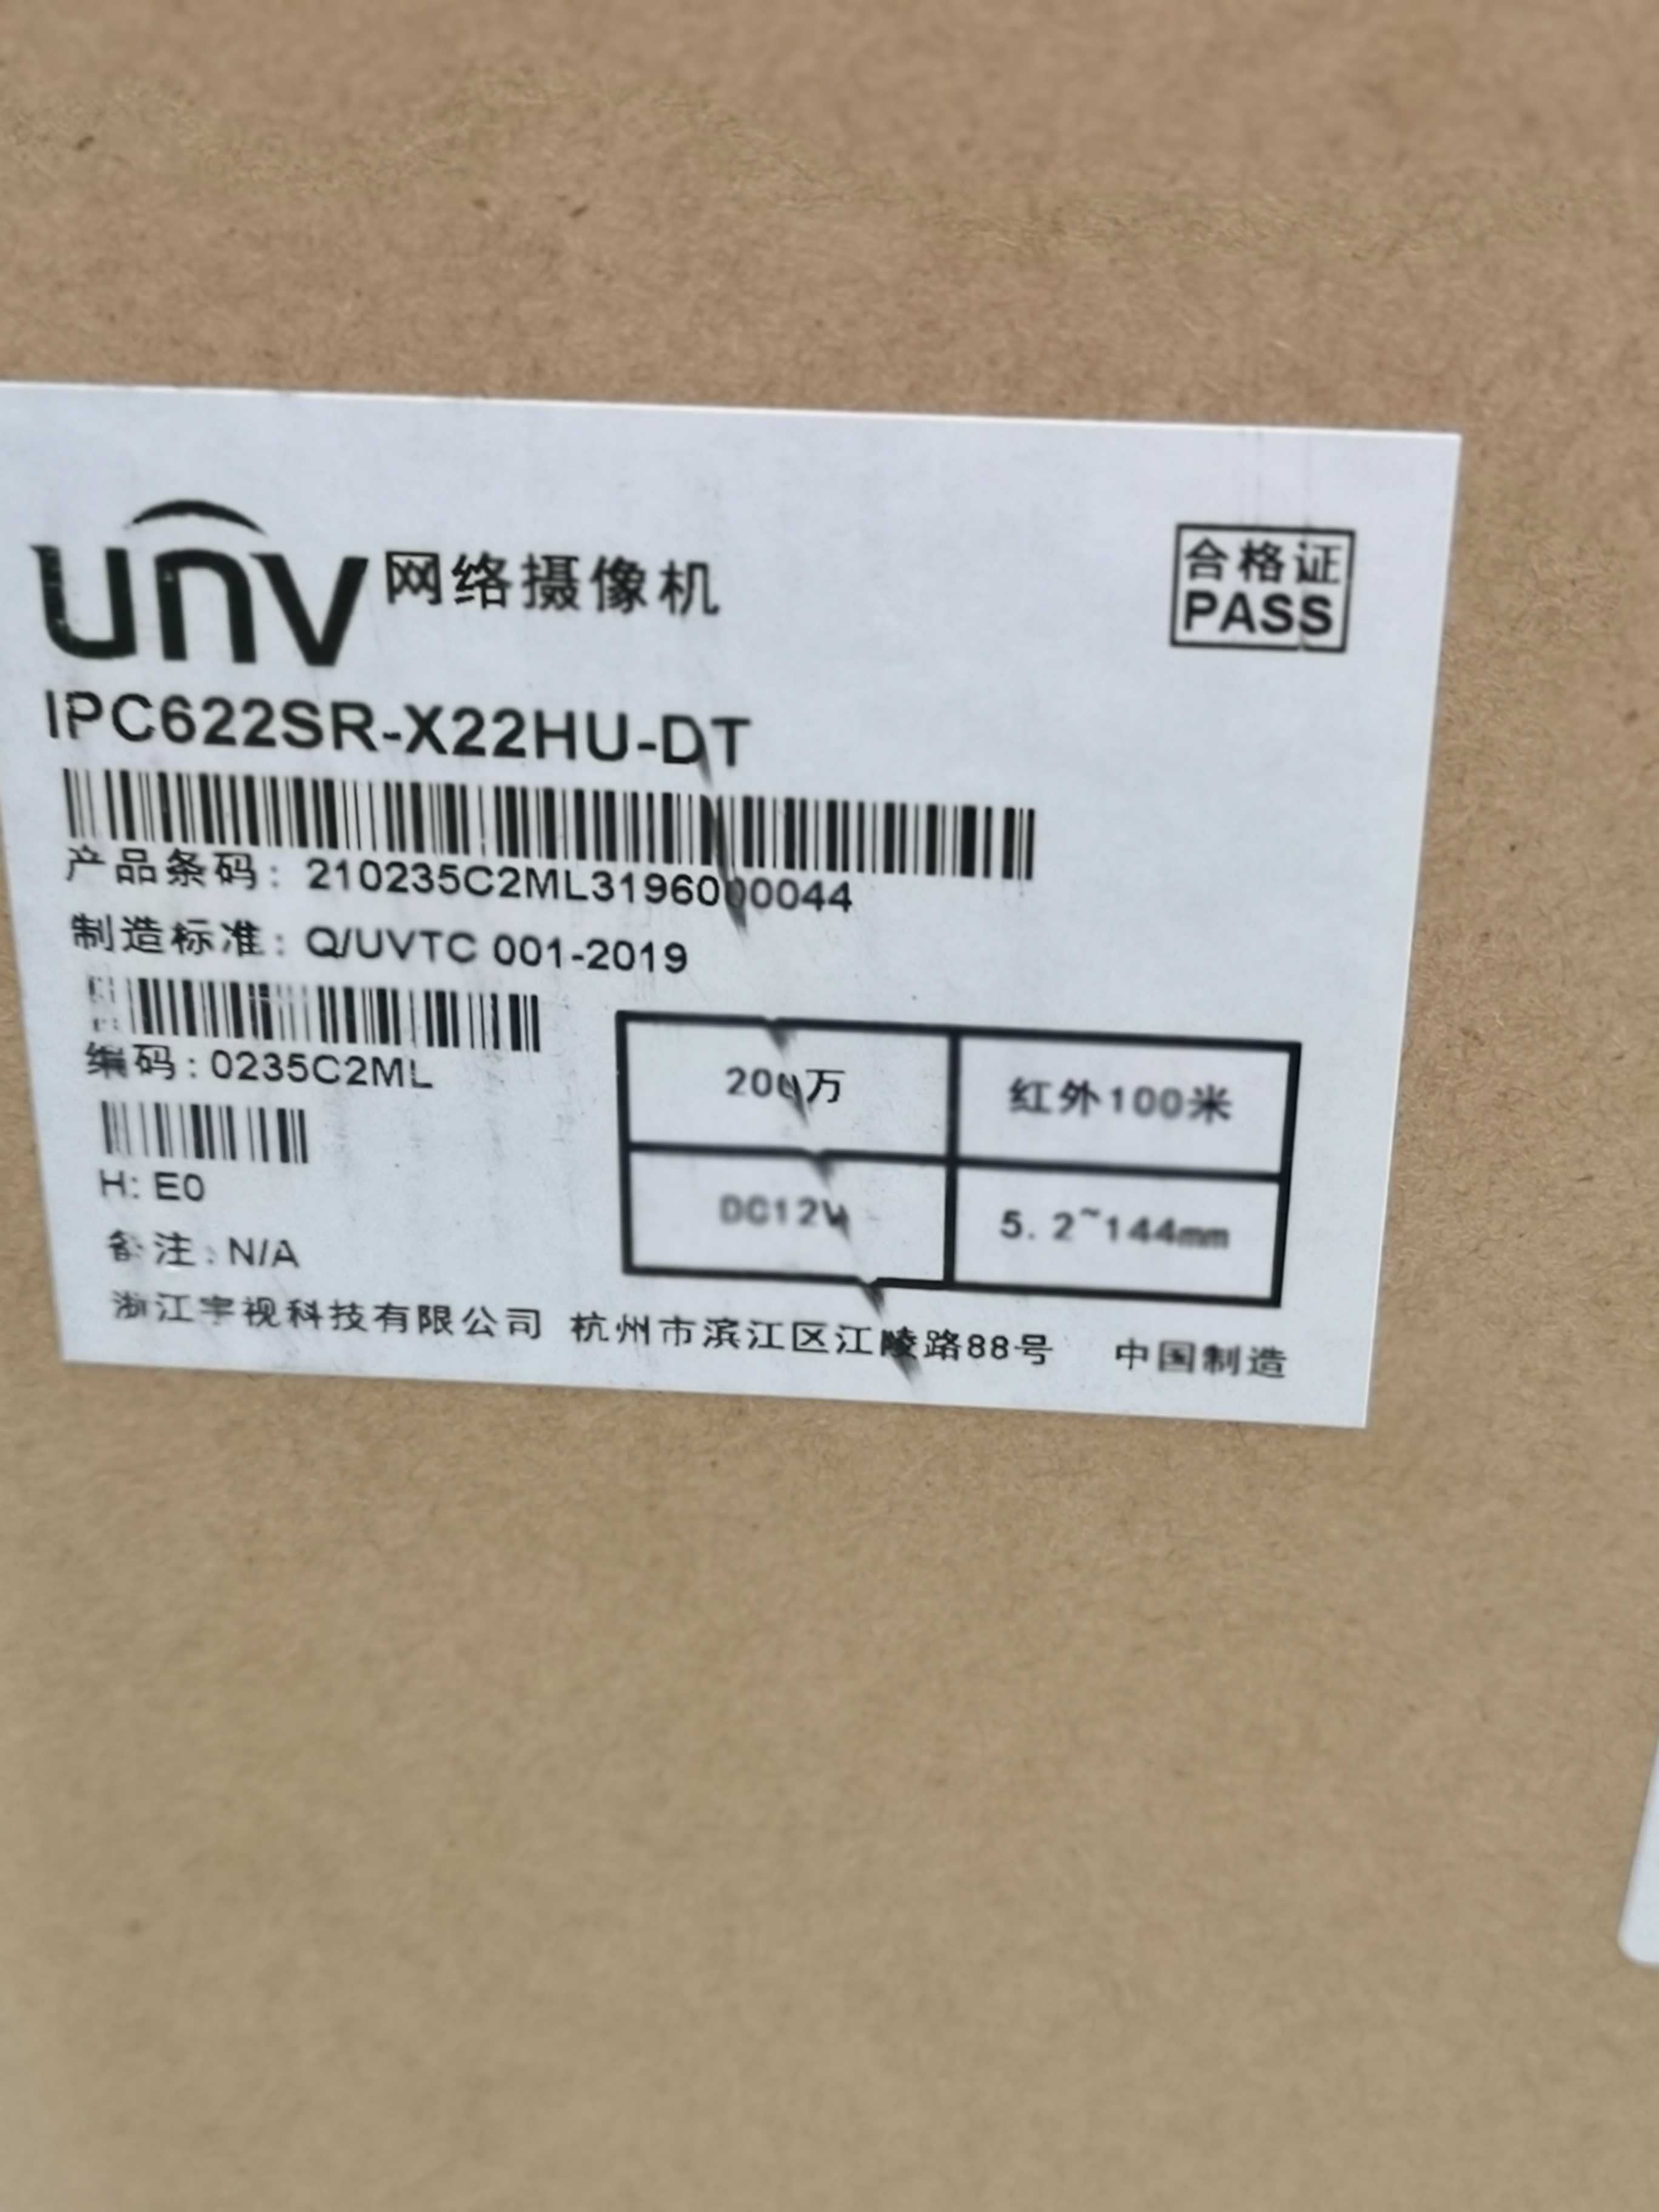 unv 网络摄像机
合格证
PASS
IPC622SR-X22HU-DT
产品条码: 210235C2ML3196000044
制造标准: Q/UVTC 001-2019
编码: 0235C2ML
H: E0
备注: N/A
200万 红外100米
DC12V 5.2~144mm
浙江宇视科技有限公司 杭州市滨江区江陵路88号 中国制造